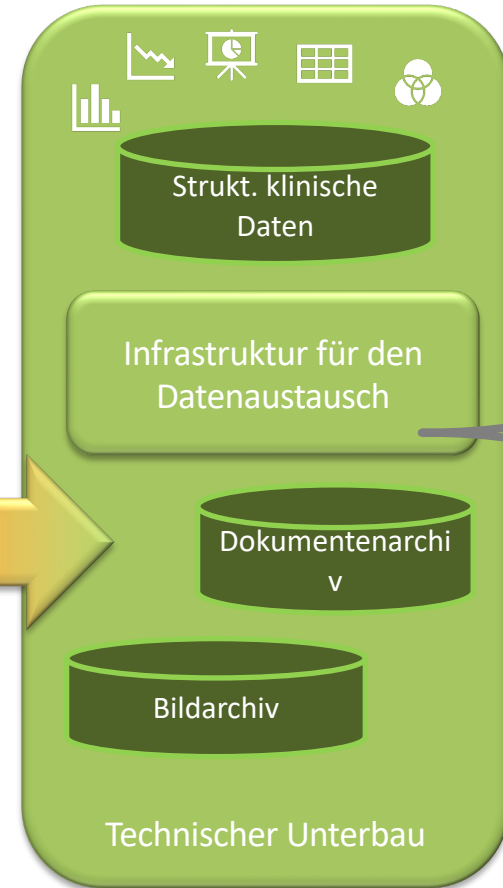 Strukt. klinische
Daten
Infrastruktur für den
Datenaustausch
Dokumentenarchi
v
Bildarchiv
Technischer Unterbau